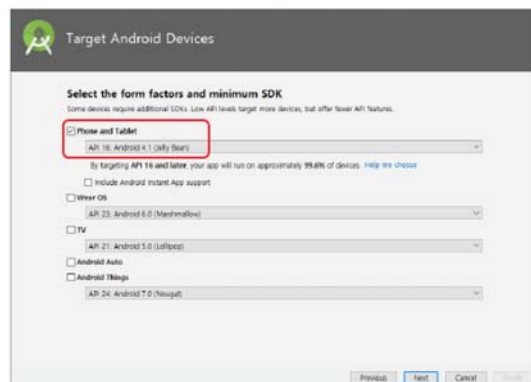 Target Android Devices
Select the form factors and minimum SDK
Some devices require additional SDKs. Low API levels target more devices, but offer fewer API features.
Phone and Tablet
API 16: Android 4.1 (Jelly Bean)
By targeting API 16 and later, your app will run on approximately 99.6% of devices. Help me choose
Include Android Instant App support
Wear OS
API 23: Android 6.0 (Marshmallow)
TV
API 21: Android 5.0 (Lollipop)
Android Auto
Android Things
API 24: Android 7.0 (Nougat)
Previous Next Cancel